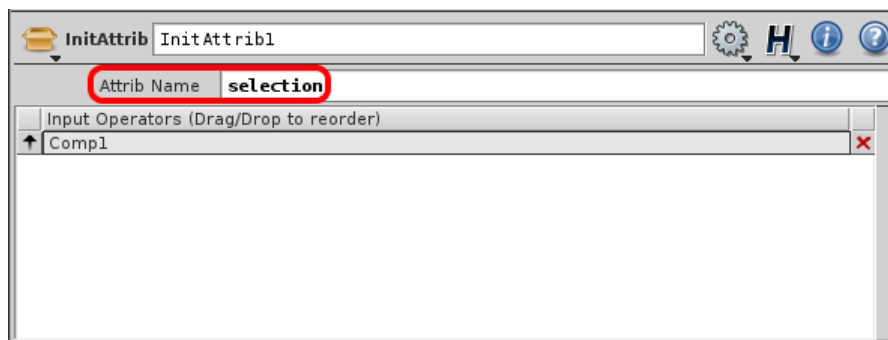 InitAttrib InitAttrib1
Attrib Name selection
Input Operators (Drag/Drop to reorder)
Comp1